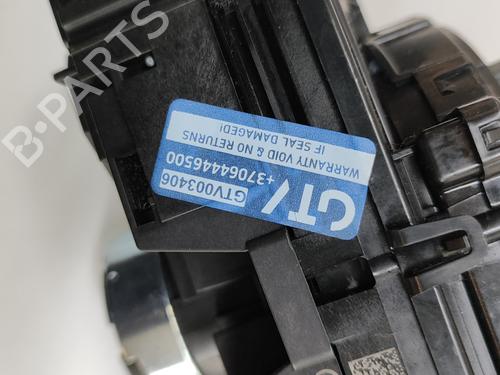 GTV
GTV003406
+37064446500
WARRANTY VOID & NO RETURNS
IF SEAL DAMAGED!
B-PARTS